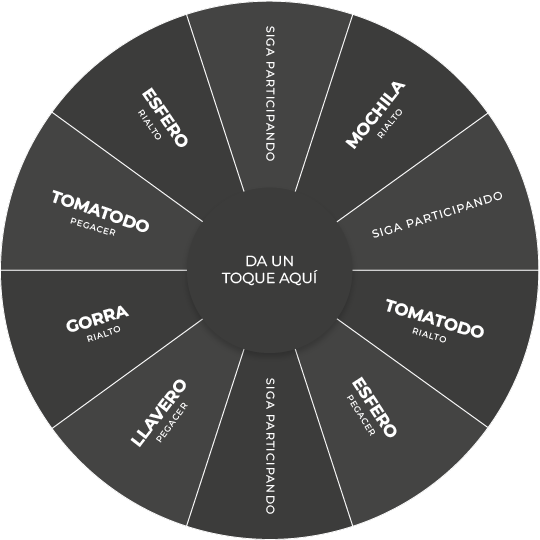 SIGA PARTICIPANDO
MOCHILA
RIALTO
SIGA PARTICIPANDO
TOMATODO
RIALTO
ESFERO
PEGACER
SIGA PARTICIPANDO
LLAVERO
PEGACER
GORRA
RIALTO
TOMATODO
PEGACER
ESFERO
RIALTO
DA UN
TOQUE AQUÍ